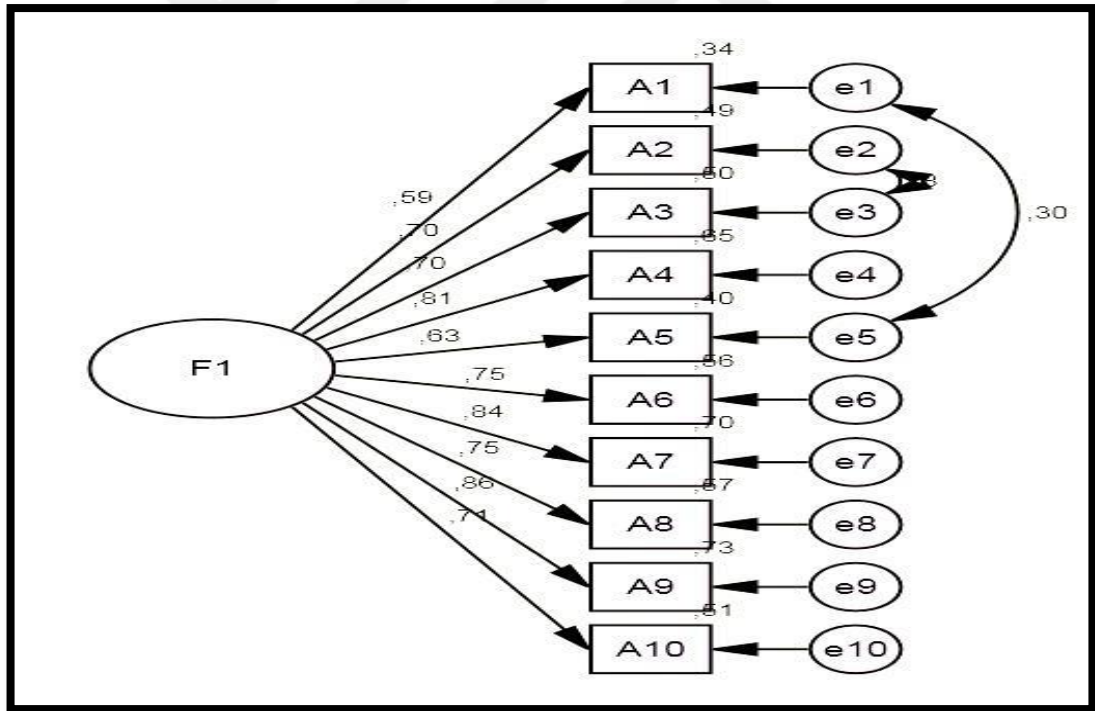 ,34
A1
e1
,49
A2
e2
,50
A3
e3
,65
A4
e4
,40
A5
e5
,56
A6
e6
,70
A7
e7
,57
A8
e8
,73
A9
e9
,51
A10
e10
,59
,70
,70
,81
,63
,75
,84
,75
,86
,71
F1
,30